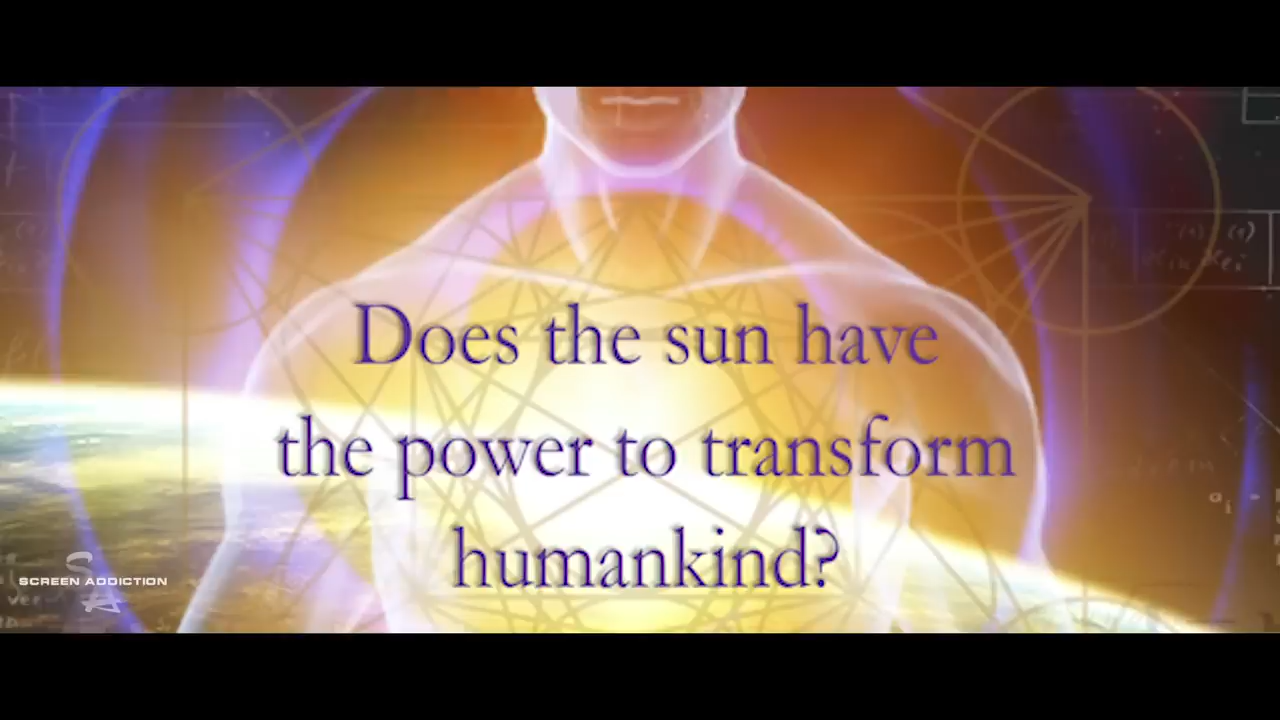 Does the sun have
the power to transform
humankind?
SCREEN ADDICTION